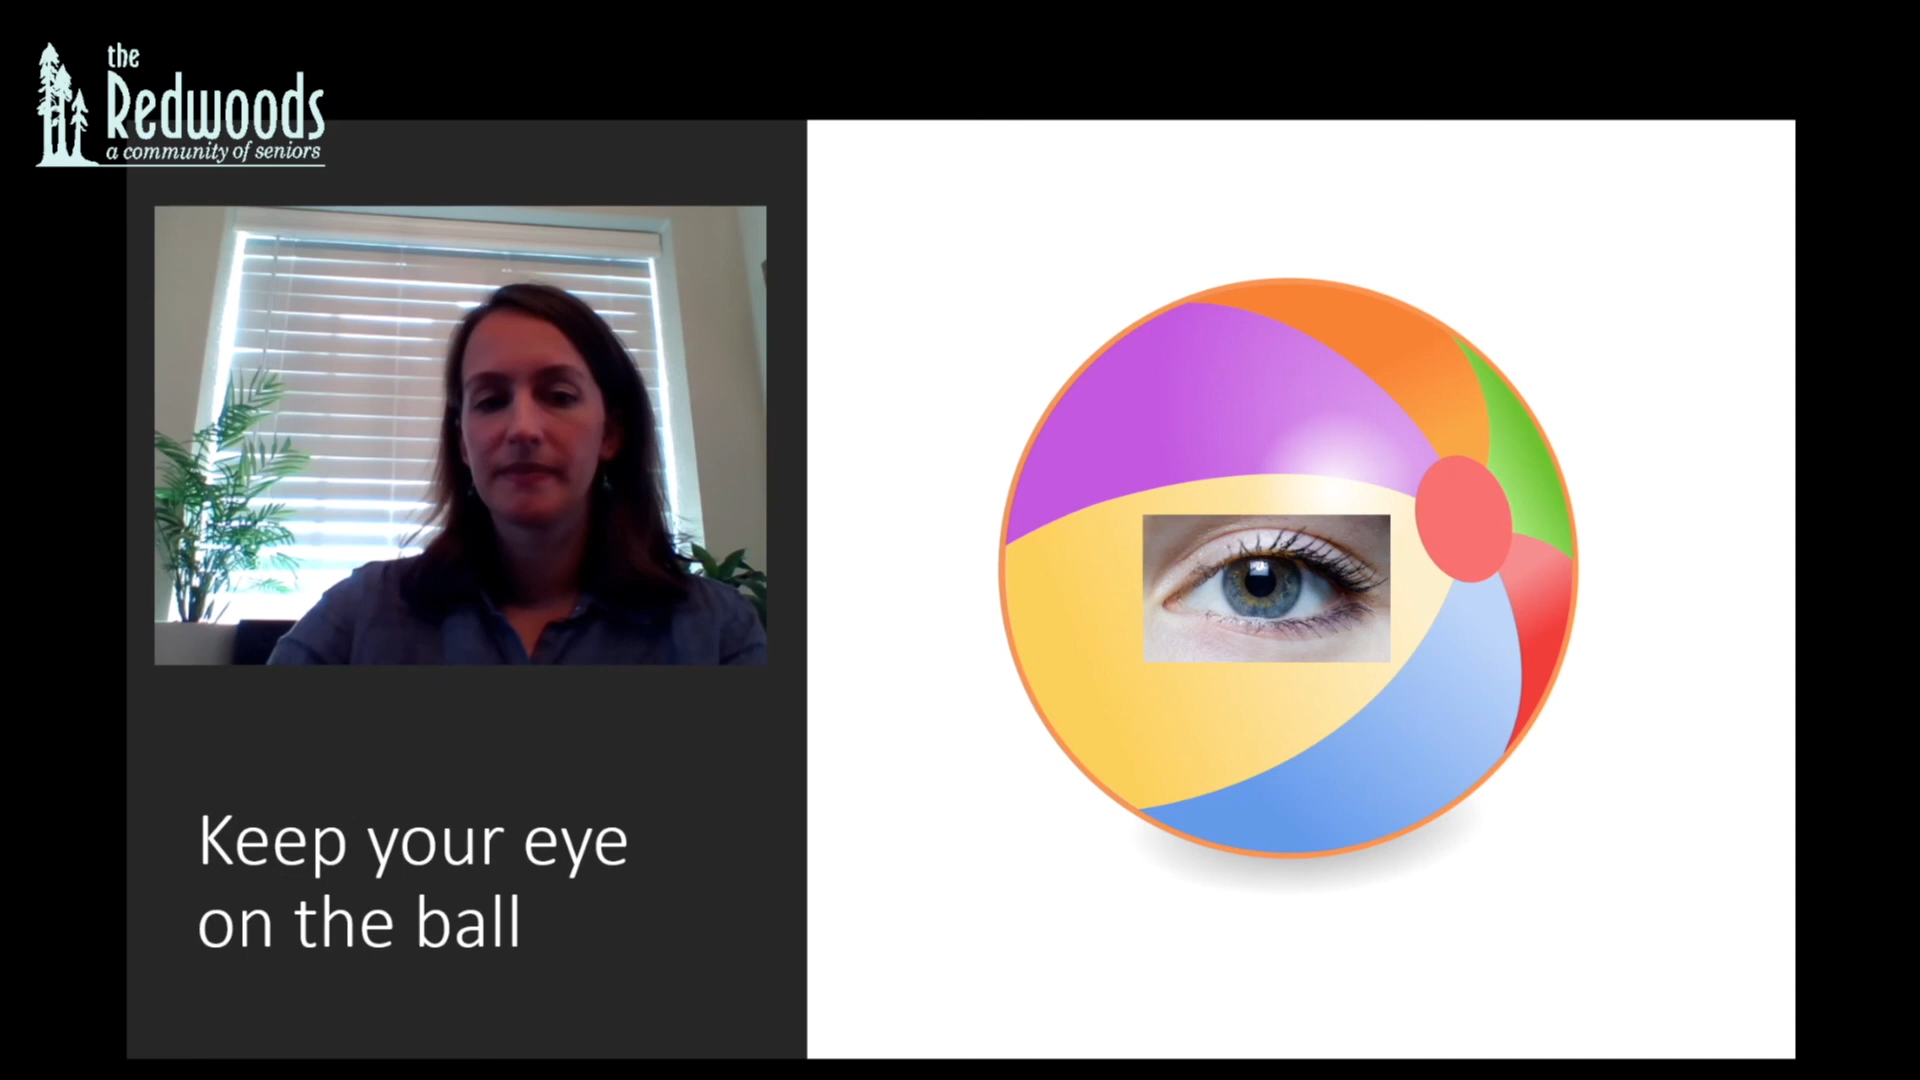 the
Redwoods
a community of seniors
Keep your eye
on the ball